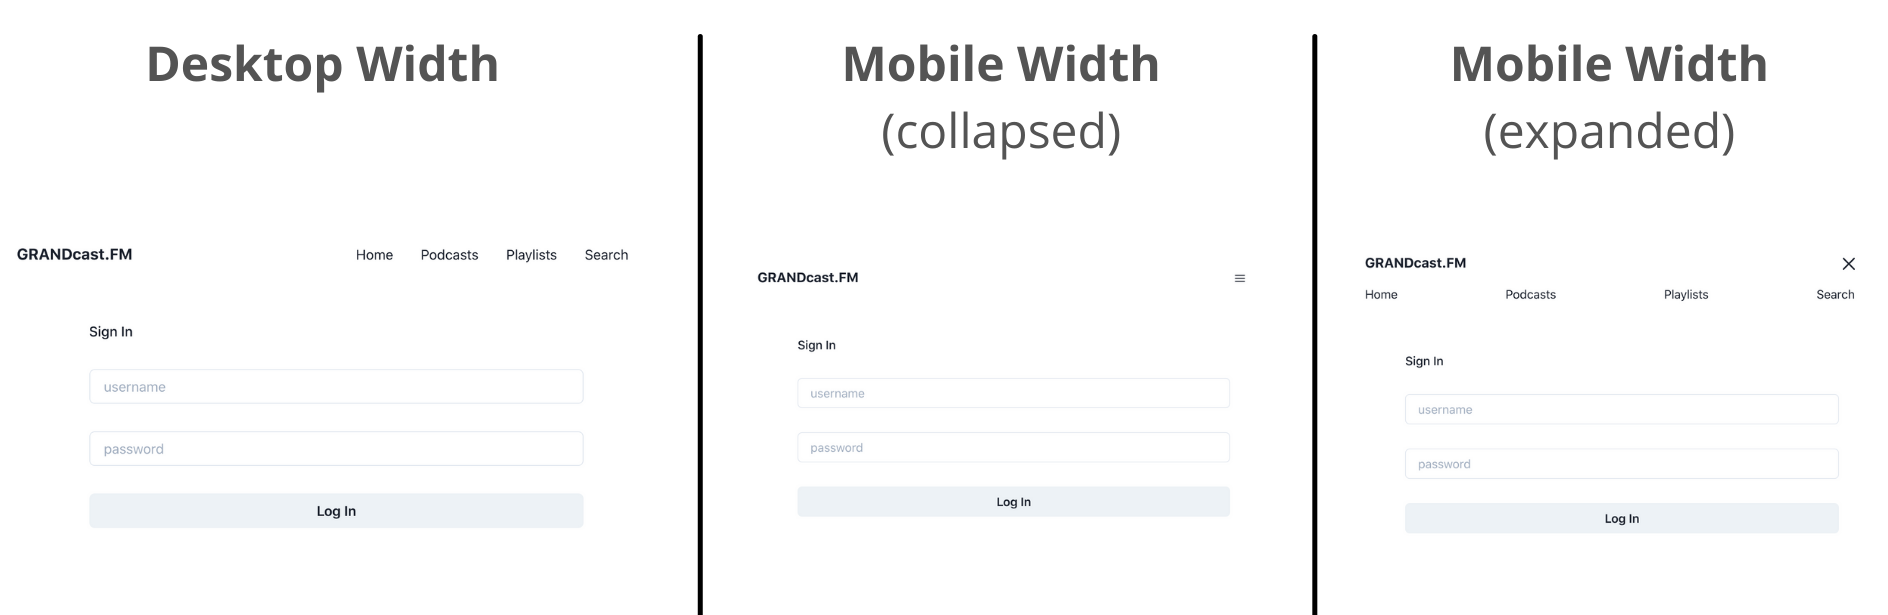 Desktop Width
GRANDcast.FM
Home Podcasts Playlists Search
Sign In
username
password
Log In
Mobile Width
(collapsed)
GRANDcast.FM
Sign In
username
password
Log In
Mobile Width
(expanded)
GRANDcast.FM
Home Podcasts Playlists Search
Sign In
username
password
Log In